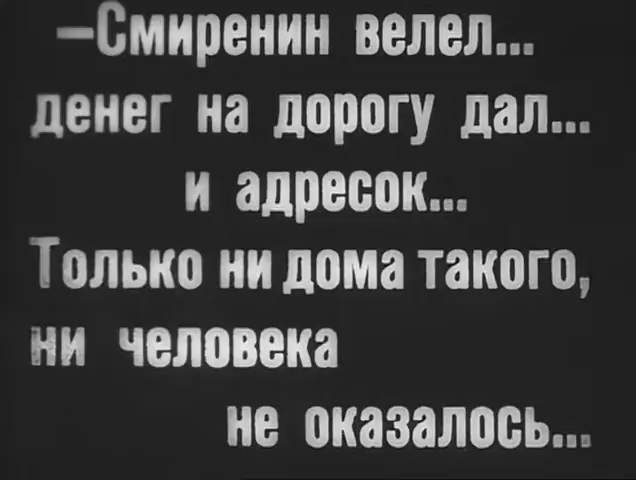 —Смиренин велел...
денег на дорогу дал...
и адресок...
Только ни дома такого,
ни человека
не оказалось...